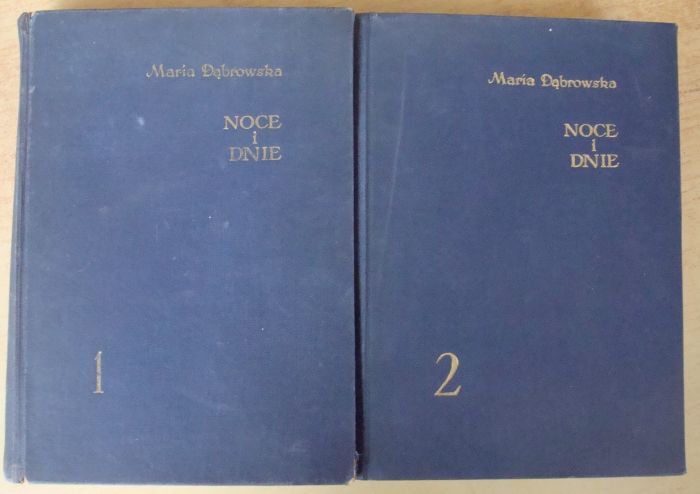 Maria Dąbrowska
NOCE
i
DNIE
1
Maria Dąbrowska
NOCE
i
DNIE
2